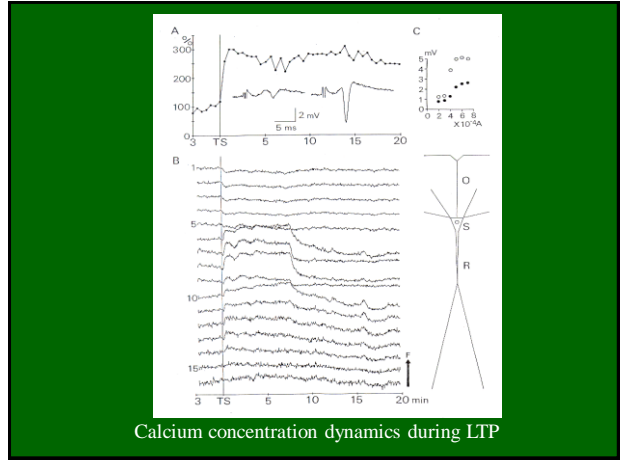 A
%
300
200
100
0
2 mV
5 ms
3 TS 5 10 15 20
C
mV
5
4
3
2
1
0
0 2 4 6 8
X10⁻⁴A
B
1
5
10
15
F
3 TS 5 10 15 20 min
O
S
R
Calcium concentration dynamics during LTP